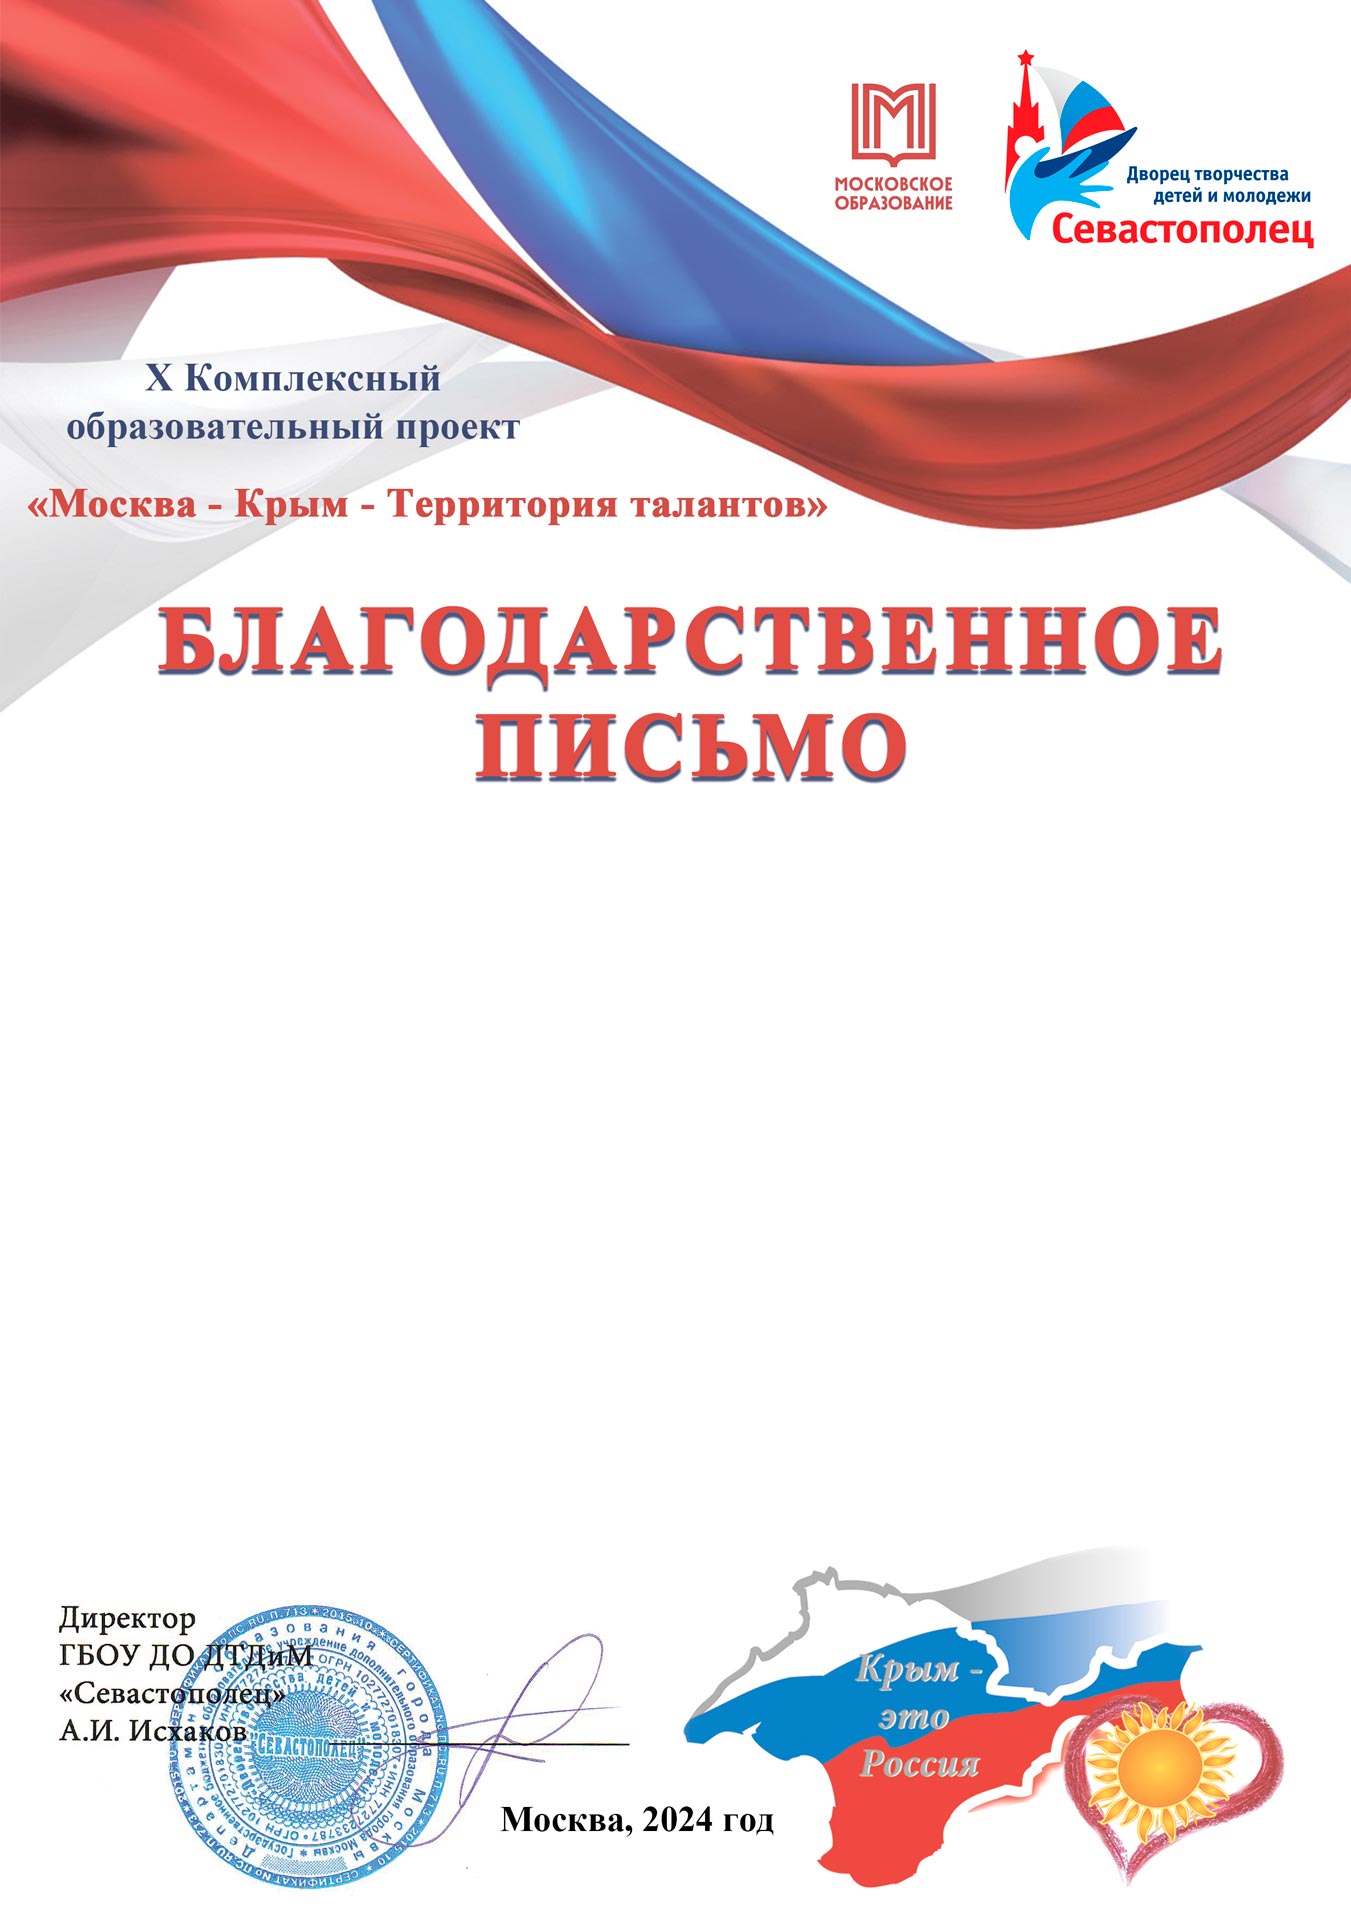 МОСКОВСКОЕ
ОБРАЗОВАНИЕ
Дворец творчества
детей и молодежи
Севастополец
X Комплексный
образовательный проект
«Москва - Крым - Территория талантов»
БЛАГОДАРСТВЕННОЕ
ПИСЬМО
Директор
ГБОУ ДО ДТДиМ
«Севастополец»
А.И. Исхаков
"СЕВАСТОПОЛЕЦ"
Крым -
это
Россия
Москва, 2024 год